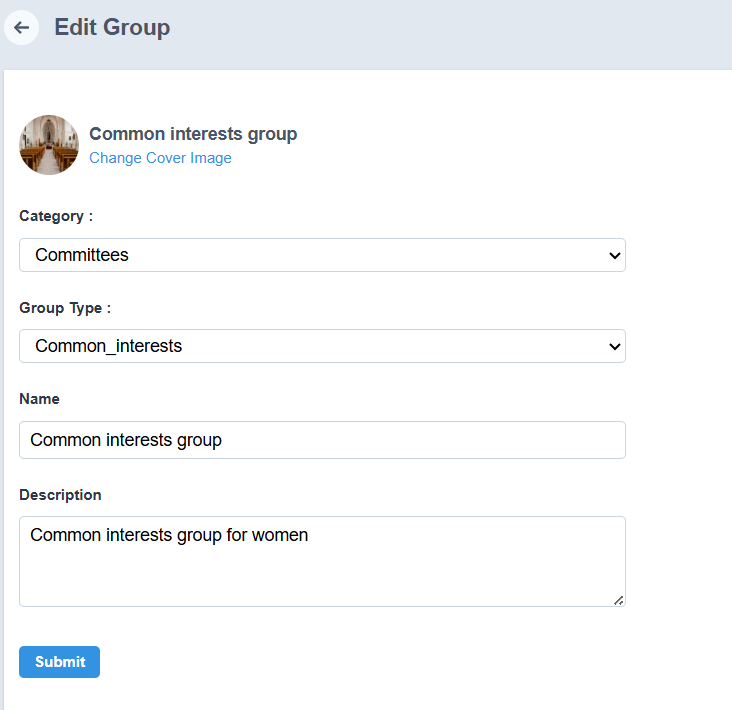 Edit Group
Common interests group
Change Cover Image
Category :
Committees
Group Type :
Common_interests
Name
Common interests group
Description
Common interests group for women
Submit